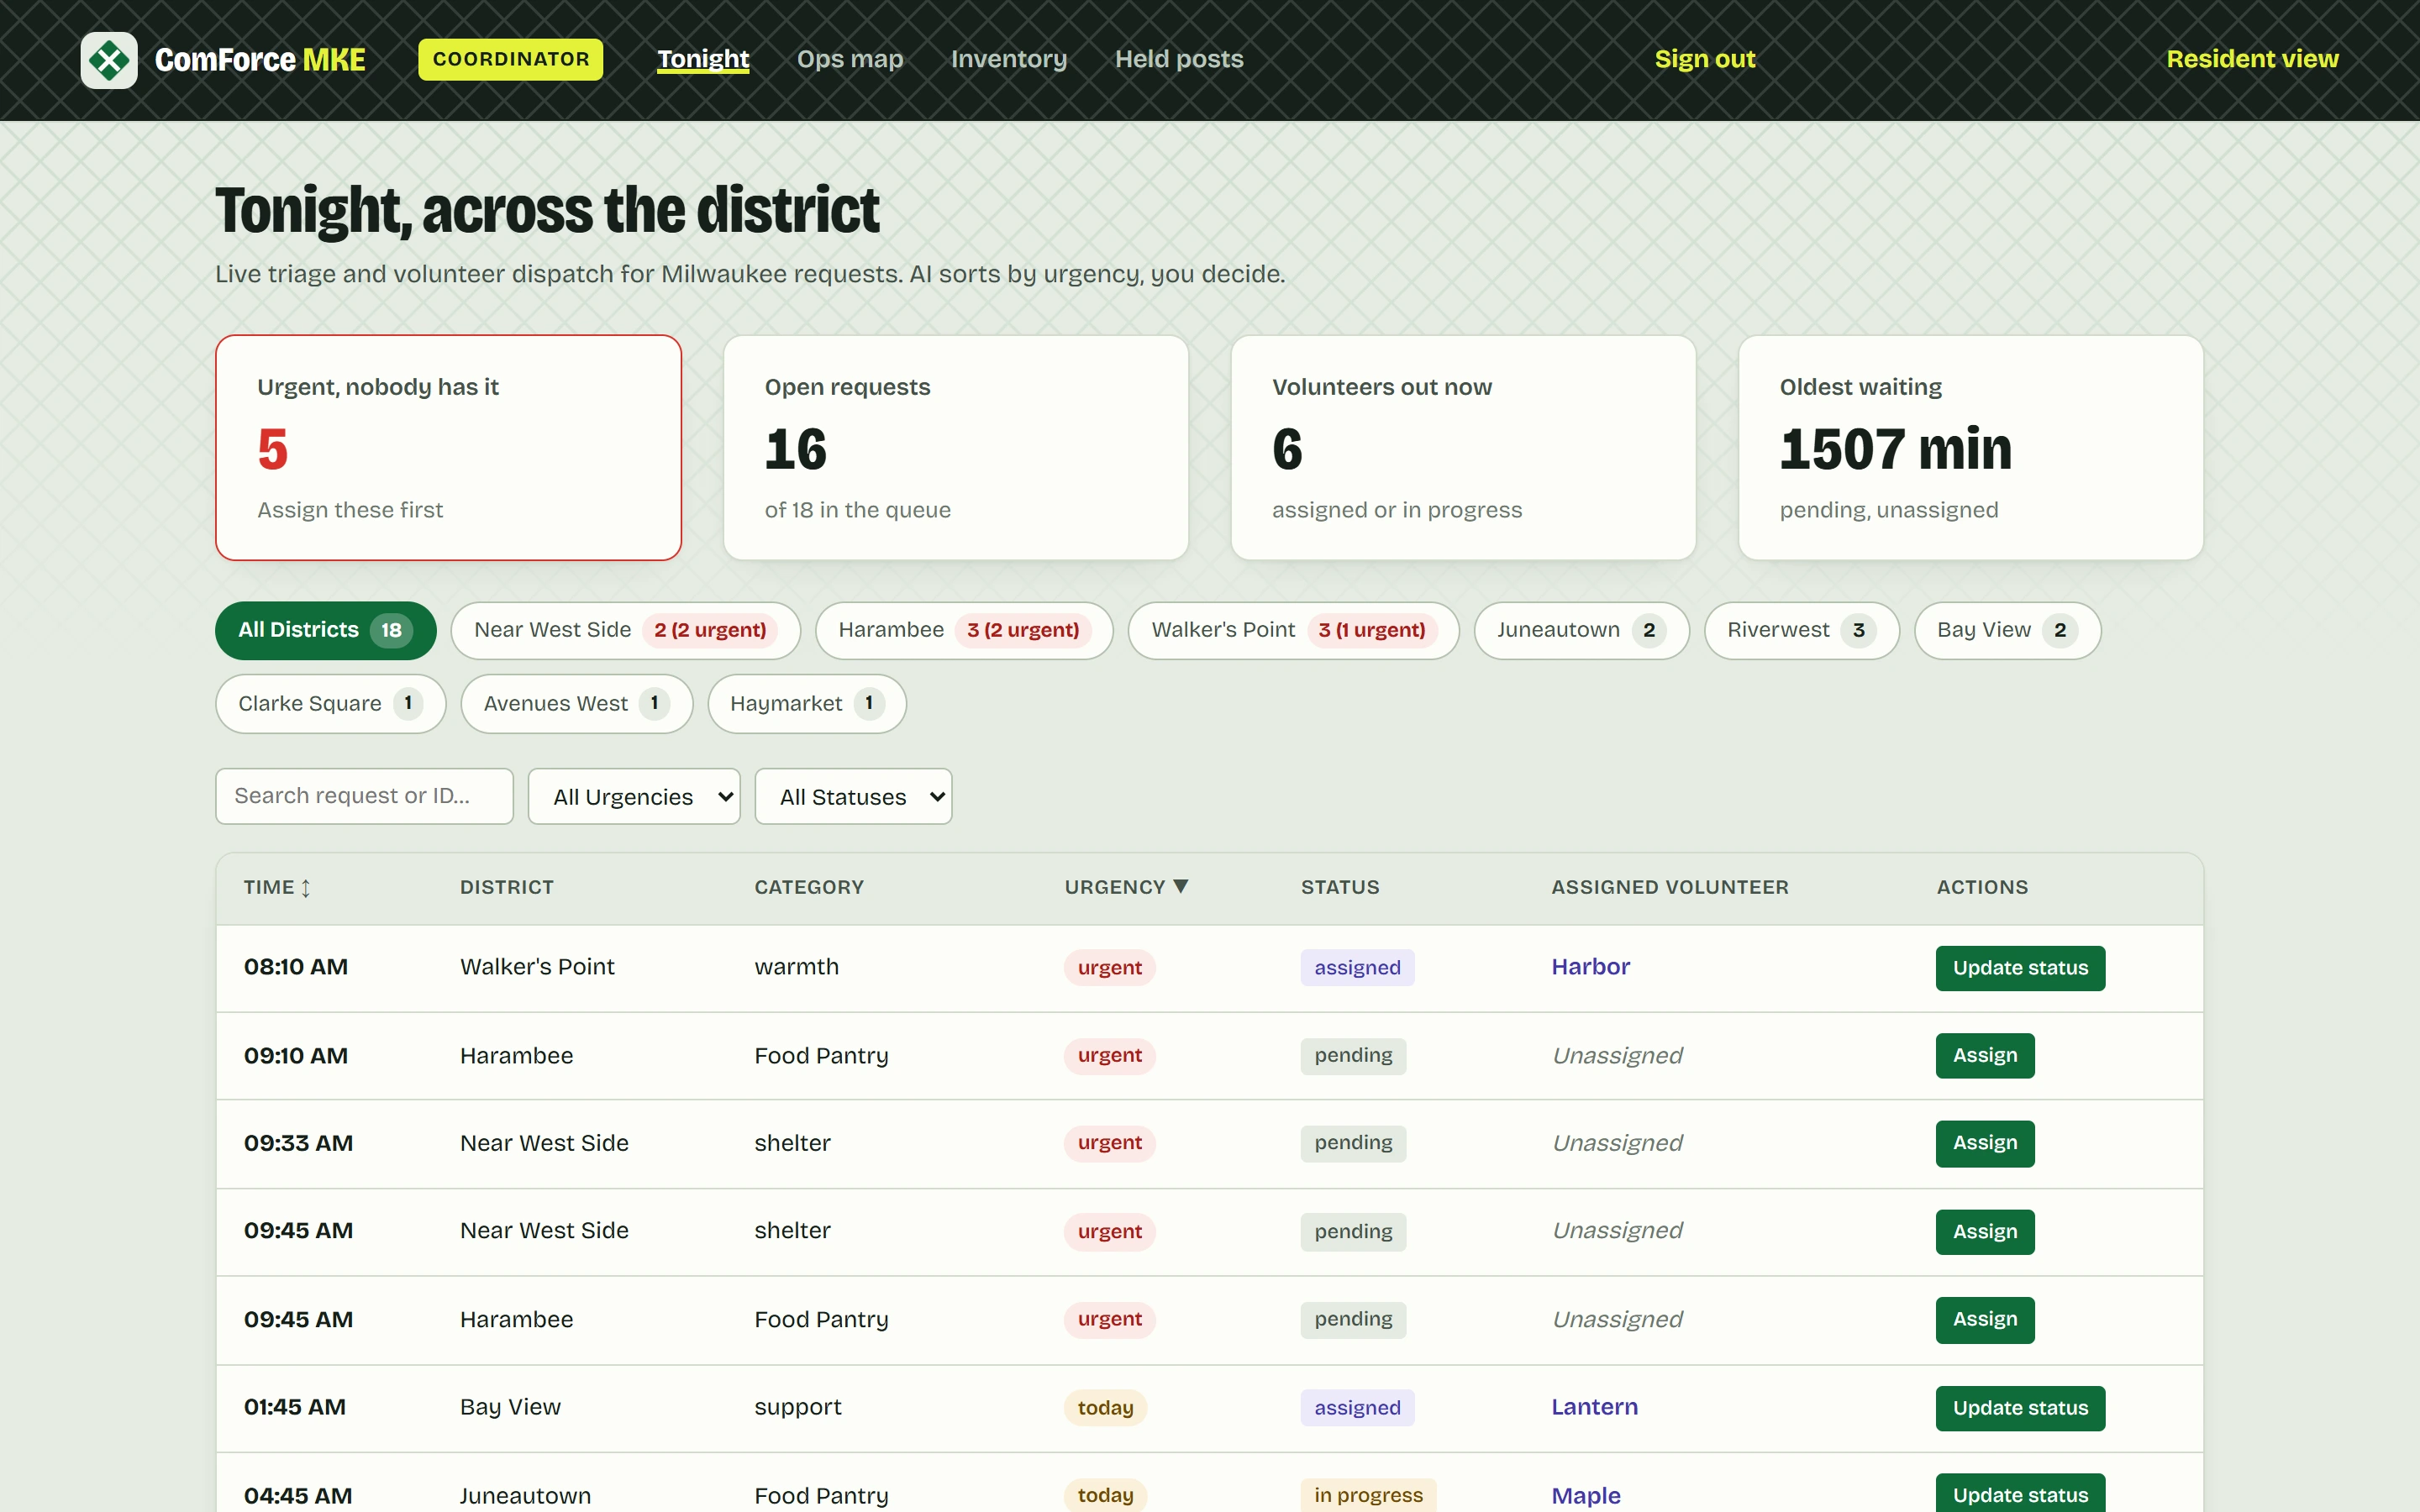 ComForce MKE COORDINATOR Tonight Ops map Inventory Held posts Sign out Resident view
Tonight, across the district
Live triage and volunteer dispatch for Milwaukee requests. AI sorts by urgency, you decide.
Urgent, nobody has it
5
Assign these first
Open requests
16
of 18 in the queue
Volunteers out now
6
assigned or in progress
Oldest waiting
1507 min
pending, unassigned
All Districts 18 Near West Side 2 (2 urgent) Harambee 3 (2 urgent) Walker's Point 3 (1 urgent) Juneautown 2 Riverwest 3 Bay View 2
Clarke Square 1 Avenues West 1 Haymarket 1
Search request or ID... All Urgencies All Statuses
TIME ↕ DISTRICT CATEGORY URGENCY ▼ STATUS ASSIGNED VOLUNTEER ACTIONS
08:10 AM Walker's Point warmth urgent assigned Harbor Update status
09:10 AM Harambee Food Pantry urgent pending Unassigned Assign
09:33 AM Near West Side shelter urgent pending Unassigned Assign
09:45 AM Near West Side shelter urgent pending Unassigned Assign
09:45 AM Harambee Food Pantry urgent pending Unassigned Assign
01:45 AM Bay View support today assigned Lantern Update status
04:45 AM Juneautown Food Pantry today in progress Maple Update status